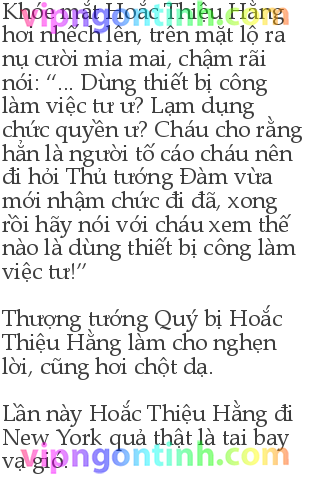 Khóe mắt Hoắc Thiệu Hằng
hơi nhếch lên, trên mặt lộ ra
nụ cười mỉa mai, chậm rãi
nói: “... Dùng thiết bị công
làm việc tư ư? Lạm dụng
chức quyền ư? Cháu cho rằng
hẳn là người tố cáo cháu nên
đi hỏi Thủ tướng Đàm vừa
mới nhậm chức đi đã, xong
rồi hãy nói với cháu xem thế
nào là dùng thiết bị công làm
việc tư!”
Thượng tướng Quý bị Hoắc
Thiệu Hằng làm cho nghẹn
lời, cũng hơi chột dạ.
Lần này Hoắc Thiệu Hằng đi
New York quả thật là tai bay
vạ gió.
vipngontinh.com
vipngontinh.com